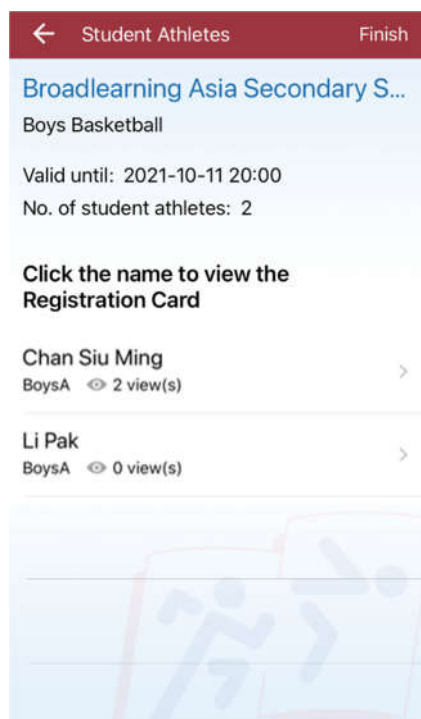 Student Athletes Finish
Broadlearning Asia Secondary S...
Boys Basketball
Valid until: 2021-10-11 20:00
No. of student athletes: 2
Click the name to view the
Registration Card
Chan Siu Ming
BoysA 2 view(s)
Li Pak
BoysA 0 view(s)